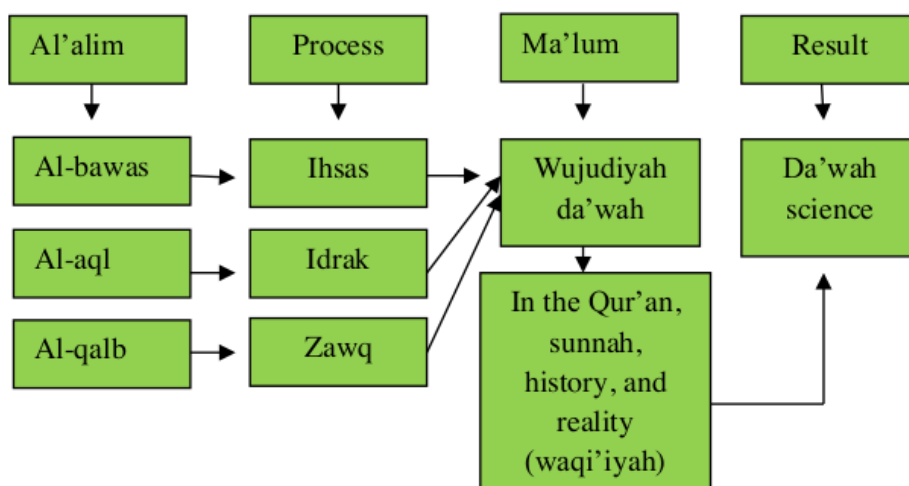 Al’alim
Process
Ma’lum
Result
Al-bawas
Ihsas
Wujudiyah
da’wah
Da’wah
science
Al-aql
Idrak
Al-qalb
Zawq
In the Qur’an,
sunnah,
history, and
reality
(waqi’iyah)